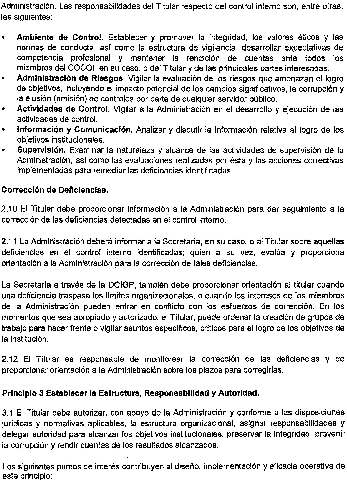 Administración. Las responsabilidades del Titular respecto del control interno son, entre otras,
las siguientes:
• Ambiente de Control. Establecer y promover la integridad, los valores éticos y las
normas de conducta, así como la estructura de vigilancia, desarrollar expectativas de
competencia profesional y mantener la rendición de cuentas ante todos los
miembros del COCOI, en su caso, o del Titular y de las principales partes interesadas.
• Administración de Riesgos. Vigilar la evaluación de los riesgos que amenazan el logro
de objetivos, incluyendo el impacto potencial de los cambios significativos, la corrupción y
la elusión (omisión) de controles por parte de cualquier servidor público.
• Actividades de Control. Vigilar a la Administración en el desarrollo y ejecución de las
actividades de control.
• Información y Comunicación. Analizar y discutir la información relativa al logro de los
objetivos institucionales.
• Supervisión. Examinar la naturaleza y alcance de las actividades de supervisión de la
Administración, así como las evaluaciones realizadas por ésta y las acciones correctivas
implementadas para remediar las deficiencias identificadas.
Corrección de Deficiencias.
2.10 El Titular debe proporcionar información a la Administración para dar seguimiento a la
corrección de las deficiencias detectadas en el control interno.
2.11 La Administración deberá informar a la Secretaría, en su caso, o al Titular sobre aquellas
deficiencias en el control interno identificadas; quien a su vez, evalúa y proporciona
orientación a la Administración para la corrección de tales deficiencias.
La Secretaría a través de la DCIGP, también debe proporcionar orientación al titular cuando
una deficiencia traspasa los límites organizacionales, o cuando los intereses de los miembros
de la Administración pueden entrar en conflicto con los esfuerzos de corrección. En los
momentos que sea apropiado y autorizado, el Titular, puede ordenar la creación de grupos de
trabajo para hacer frente o vigilar asuntos específicos, críticos para el logro de los objetivos de
la Institución.
2.12 El Titular es responsable de monitorear la corrección de las deficiencias y de
proporcionar orientación a la Administración sobre los plazos para corregirlas.
Principio 3 Establecer la Estructura, Responsabilidad y Autoridad.
3.1 El Titular debe autorizar, con apoyo de la Administración y conforme a las disposiciones
jurídicas y normativas aplicables, la estructura organizacional, asignar responsabilidades y
delegar autoridad para alcanzar los objetivos institucionales, preservar la integridad, prevenir
la corrupción y rendir cuentas de los resultados alcanzados.
Los siguientes puntos de interés contribuyen al diseño, implementación y eficacia operativa de
este principio: